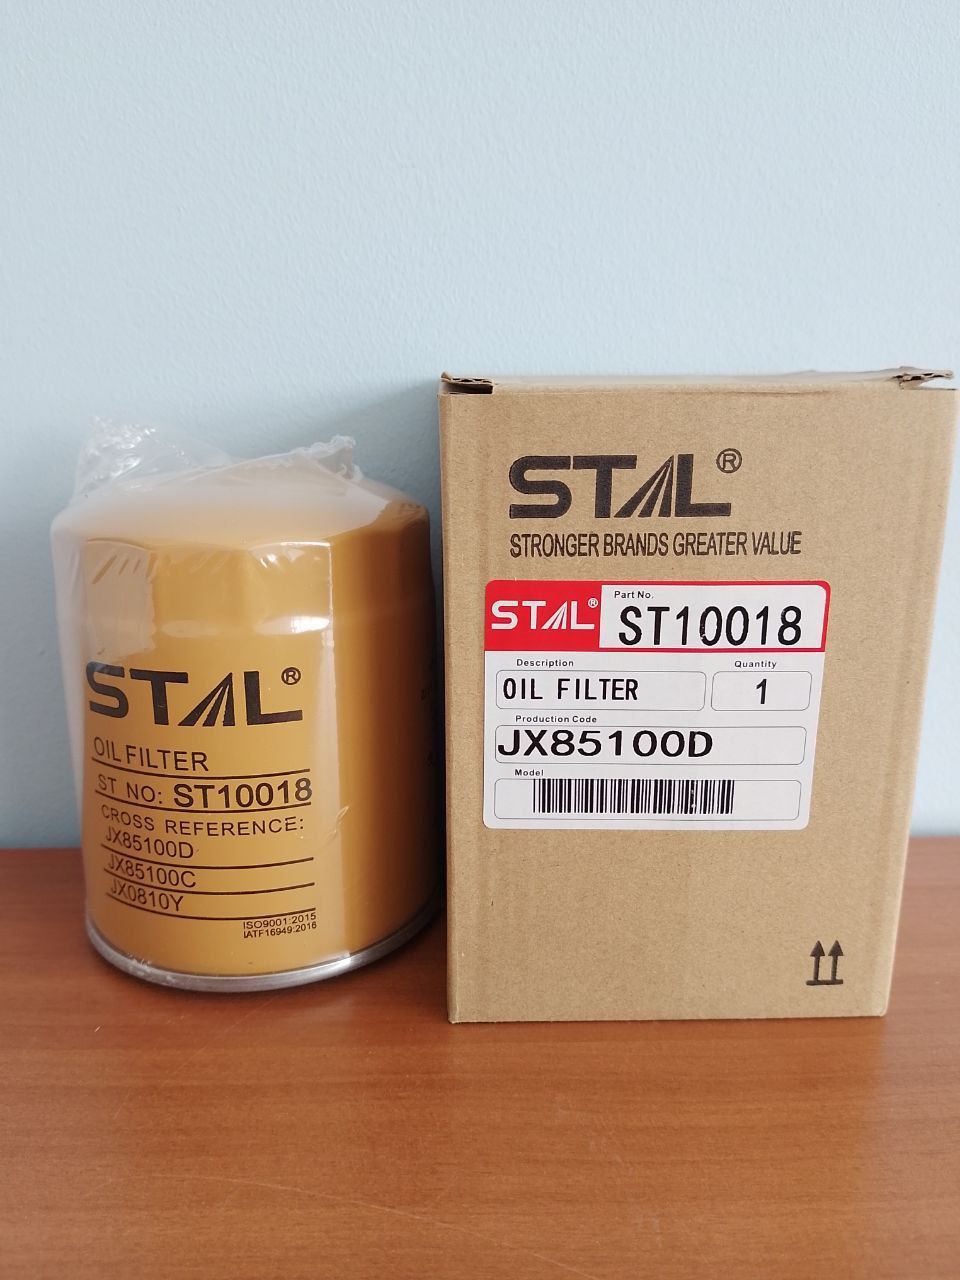 STAL®
OIL FILTER
ST NO: ST10018
CROSS REFERENCE:
JX85100D
JX85100C
JX0810Y
ISO9001:2015
IATF16949:2016
STAL®
STRONGER BRANDS GREATER VALUE
STAL®
Part No.
ST10018
Description
Quantity
OIL FILTER
1
Production Code
JX85100D
Model